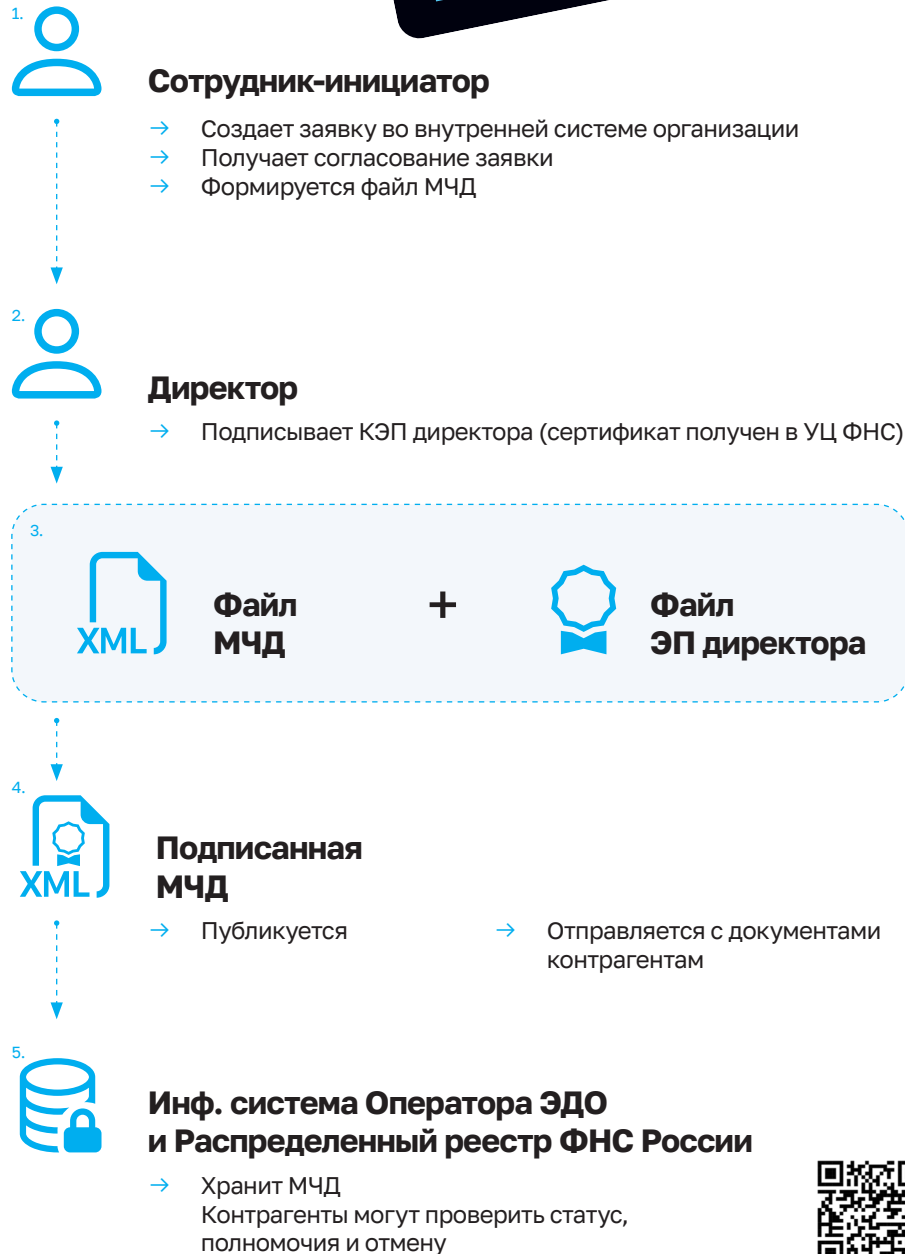 1.
Сотрудник-инициатор
→ Создает заявку во внутренней системе организации
→ Получает согласование заявки
→ Формируется файл МЧД
2.
Директор
→ Подписывает КЭП директора (сертификат получен в УЦ ФНС)
3.
XML
Файл
МЧД
+
Файл
ЭП директора
4.
XML
Подписанная
МЧД
→ Публикуется
→ Отправляется с документами
контрагентам
5.
Инф. система Оператора ЭДО
и Распределенный реестр ФНС России
→ Хранит МЧД
Контрагенты могут проверить статус,
полномочия и отмену